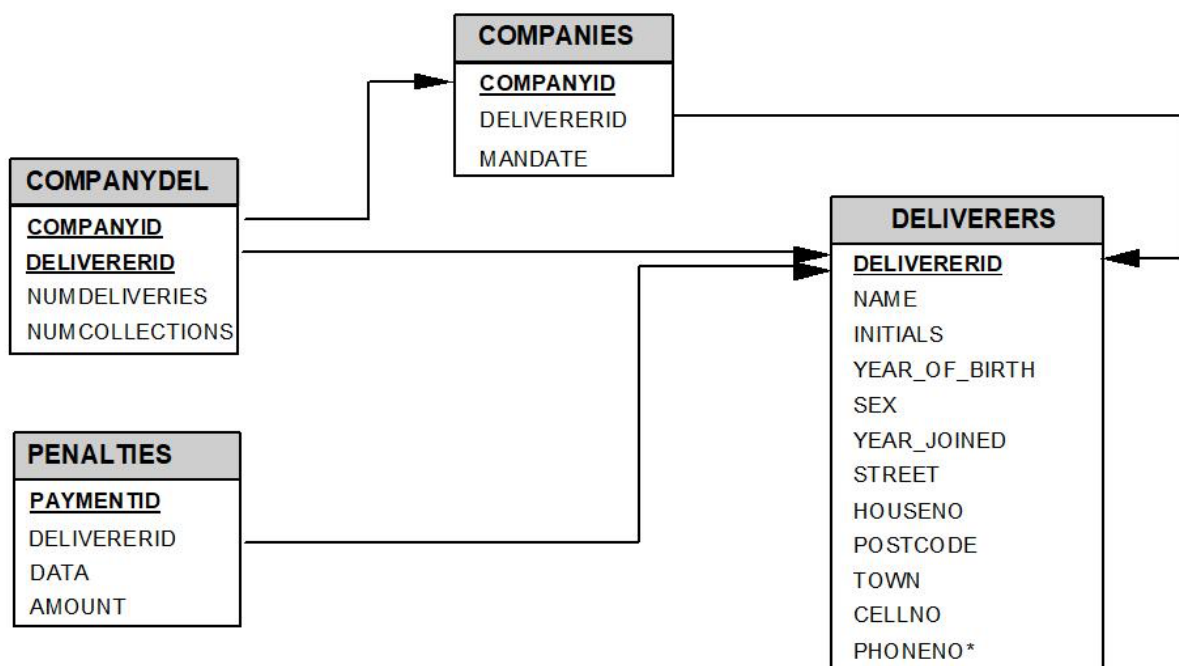 COMPANIES
COMPANYID
DELIVERERID
MANDATE
COMPANYDEL
COMPANYID
DELIVERERID
NUMDELIVERIES
NUMCOLLECTIONS
DELIVERERS
DELIVERERID
NAME
INITIALS
YEAR_OF_BIRTH
SEX
YEAR_JOINED
STREET
HOUSENO
POSTCODE
TOWN
CELLNO
PHONENO*
PENALTIES
PAYMENTID
DELIVERERID
DATA
AMOUNT